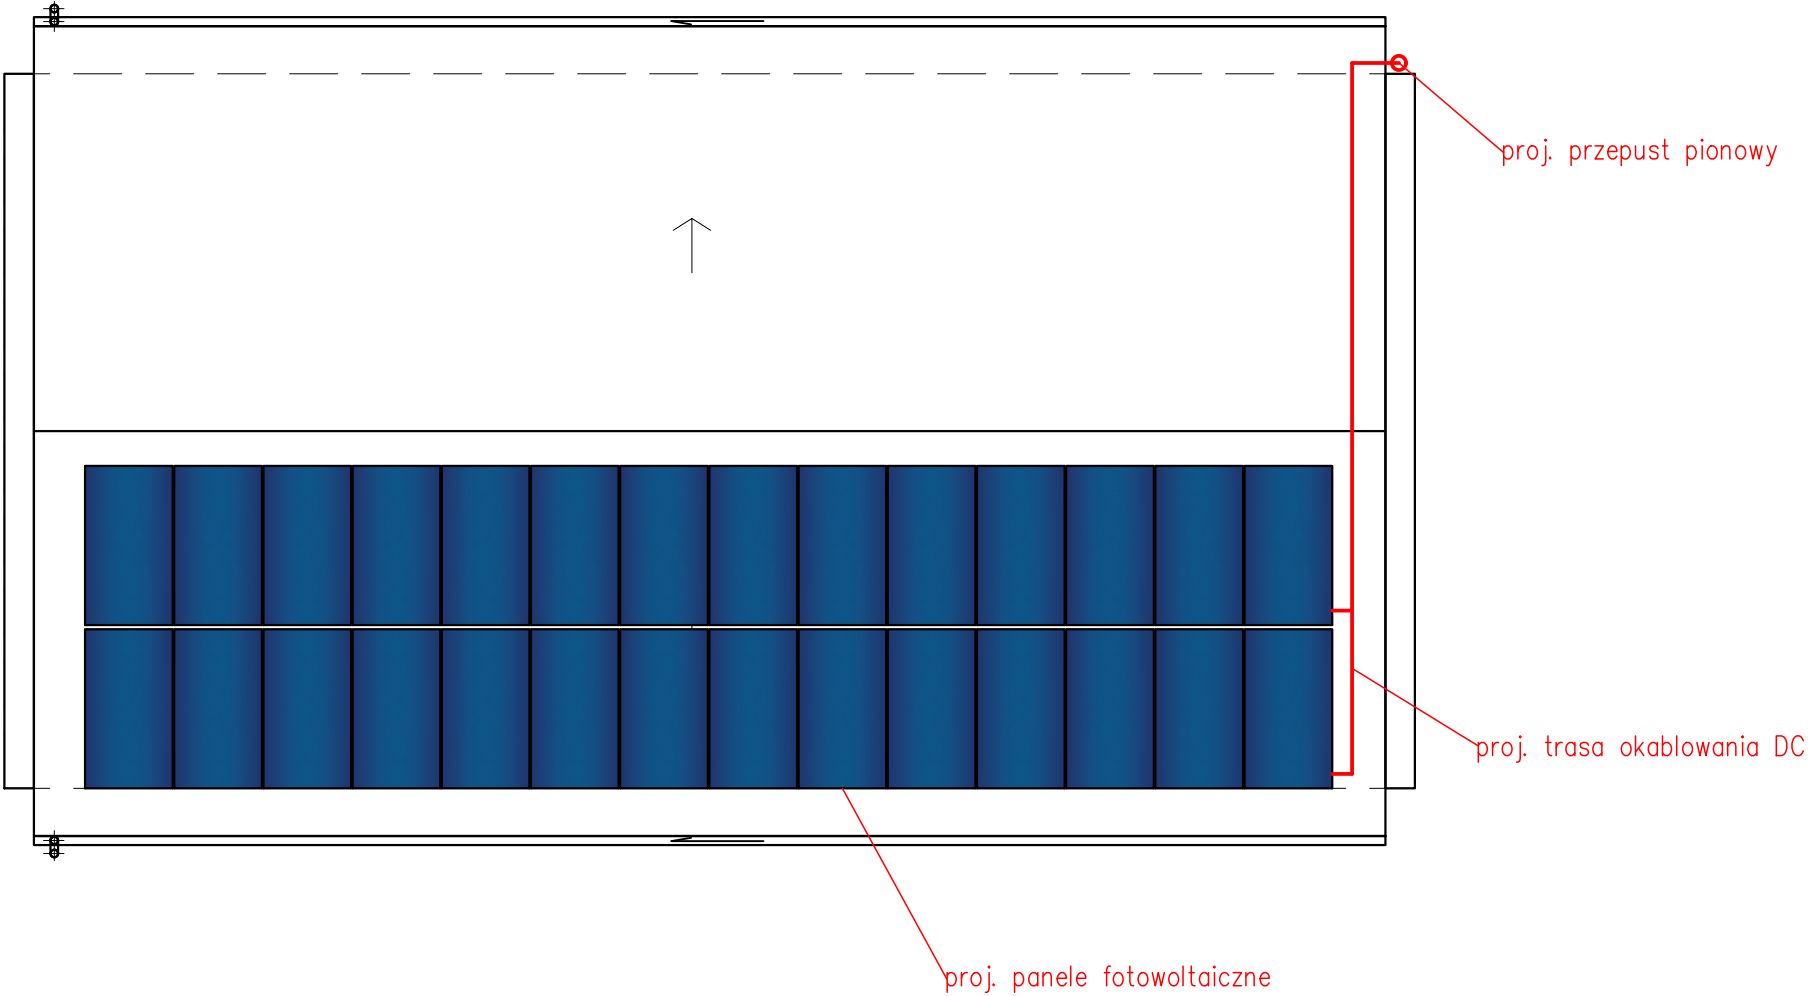 proj. przepust pionowy
proj. trasa okablowania DC
proj. panele fotowoltaiczne